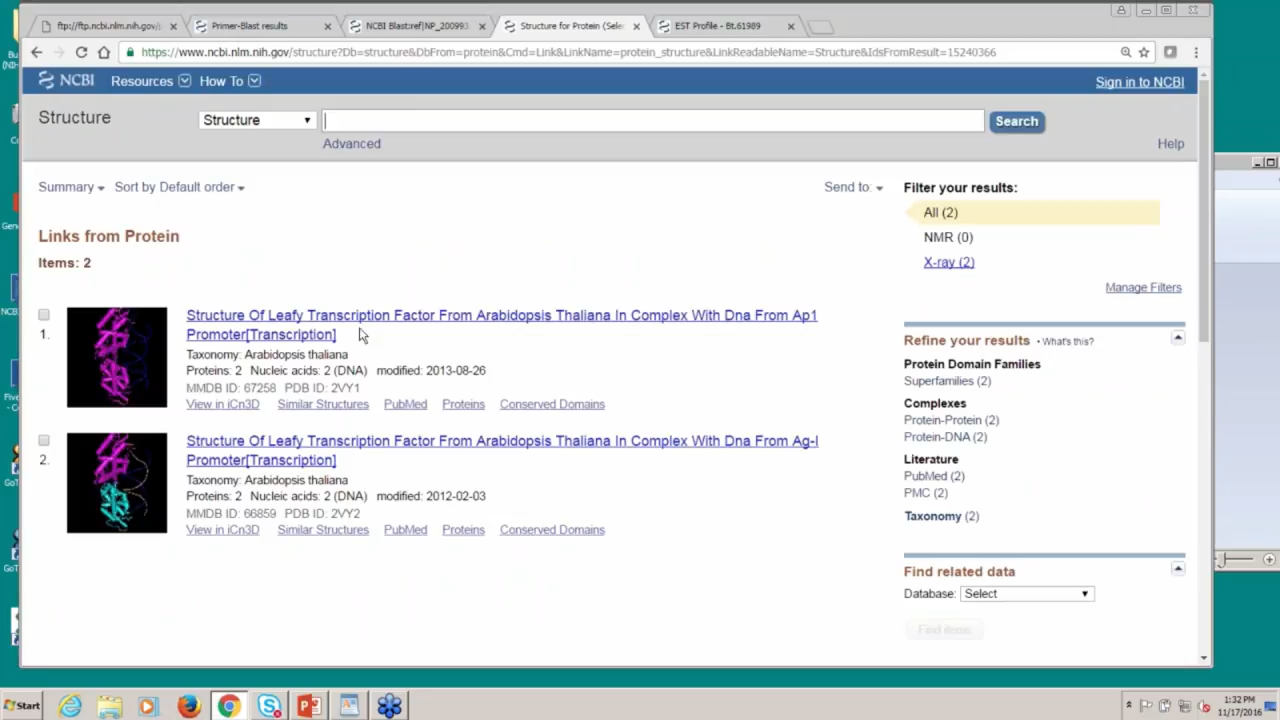 ftp://ftp.ncbi.nlm.nih.gov/
Primer-Blast results
NCBI Blast:ref|NP_200993.
Structure for Protein (Sele
EST Profile - Bt.61989
https://www.ncbi.nlm.nih.gov/structure?Db=structure&DbFrom=protein&Cmd=Link&LinkName=protein_structure&LinkReadableName=Structure&IdsFromResult=15240366
NCBI Resources How To Sign in to NCBI
Structure Structure Search
Advanced Help
Summary Sort by Default order Send to:
Filter your results:
All (2)
NMR (0)
X-ray (2)
Manage Filters
Links from Protein
Items: 2
1.
Structure Of Leafy Transcription Factor From Arabidopsis Thaliana In Complex With Dna From Ap1
Promoter[Transcription]
Taxonomy: Arabidopsis thaliana
Proteins: 2 Nucleic acids: 2 (DNA) modified: 2013-08-26
MMDB ID: 67258 PDB ID: 2VY1
View in iCn3D Similar Structures PubMed Proteins Conserved Domains
2.
Structure Of Leafy Transcription Factor From Arabidopsis Thaliana In Complex With Dna From Ag-I
Promoter[Transcription]
Taxonomy: Arabidopsis thaliana
Proteins: 2 Nucleic acids: 2 (DNA) modified: 2012-02-03
MMDB ID: 66859 PDB ID: 2VY2
View in iCn3D Similar Structures PubMed Proteins Conserved Domains
Refine your results • What's this?
Protein Domain Families
Superfamilies (2)
Complexes
Protein-Protein (2)
Protein-DNA (2)
Literature
PubMed (2)
PMC (2)
Taxonomy (2)
Find related data
Database: Select
Find items
Start
1:32 PM
11/17/2016